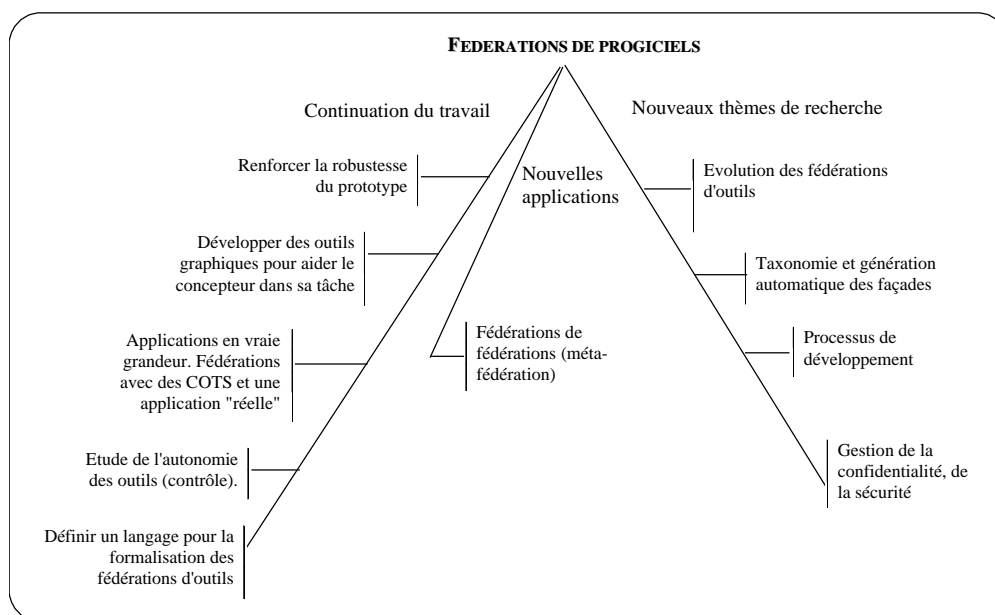 FEDERATIONS DE PROGICIELS
Continuation du travail
Renforcer la robustesse
du prototype
Développer des outils
graphiques pour aider le
concepteur dans sa tâche
Applications en vraie
grandeur. Fédérations
avec des COTS et une
application "réelle"
Etude de l'autonomie
des outils (contrôle).
Définir un langage pour la
formalisation des
fédérations d'outils
Nouvelles
applications
Fédérations de
fédérations (méta-
fédération)
Nouveaux thèmes de recherche
Evolution des fédérations
d'outils
Taxonomie et génération
automatique des façades
Processus de
développement
Gestion de la
confidentialité, de
la sécurité